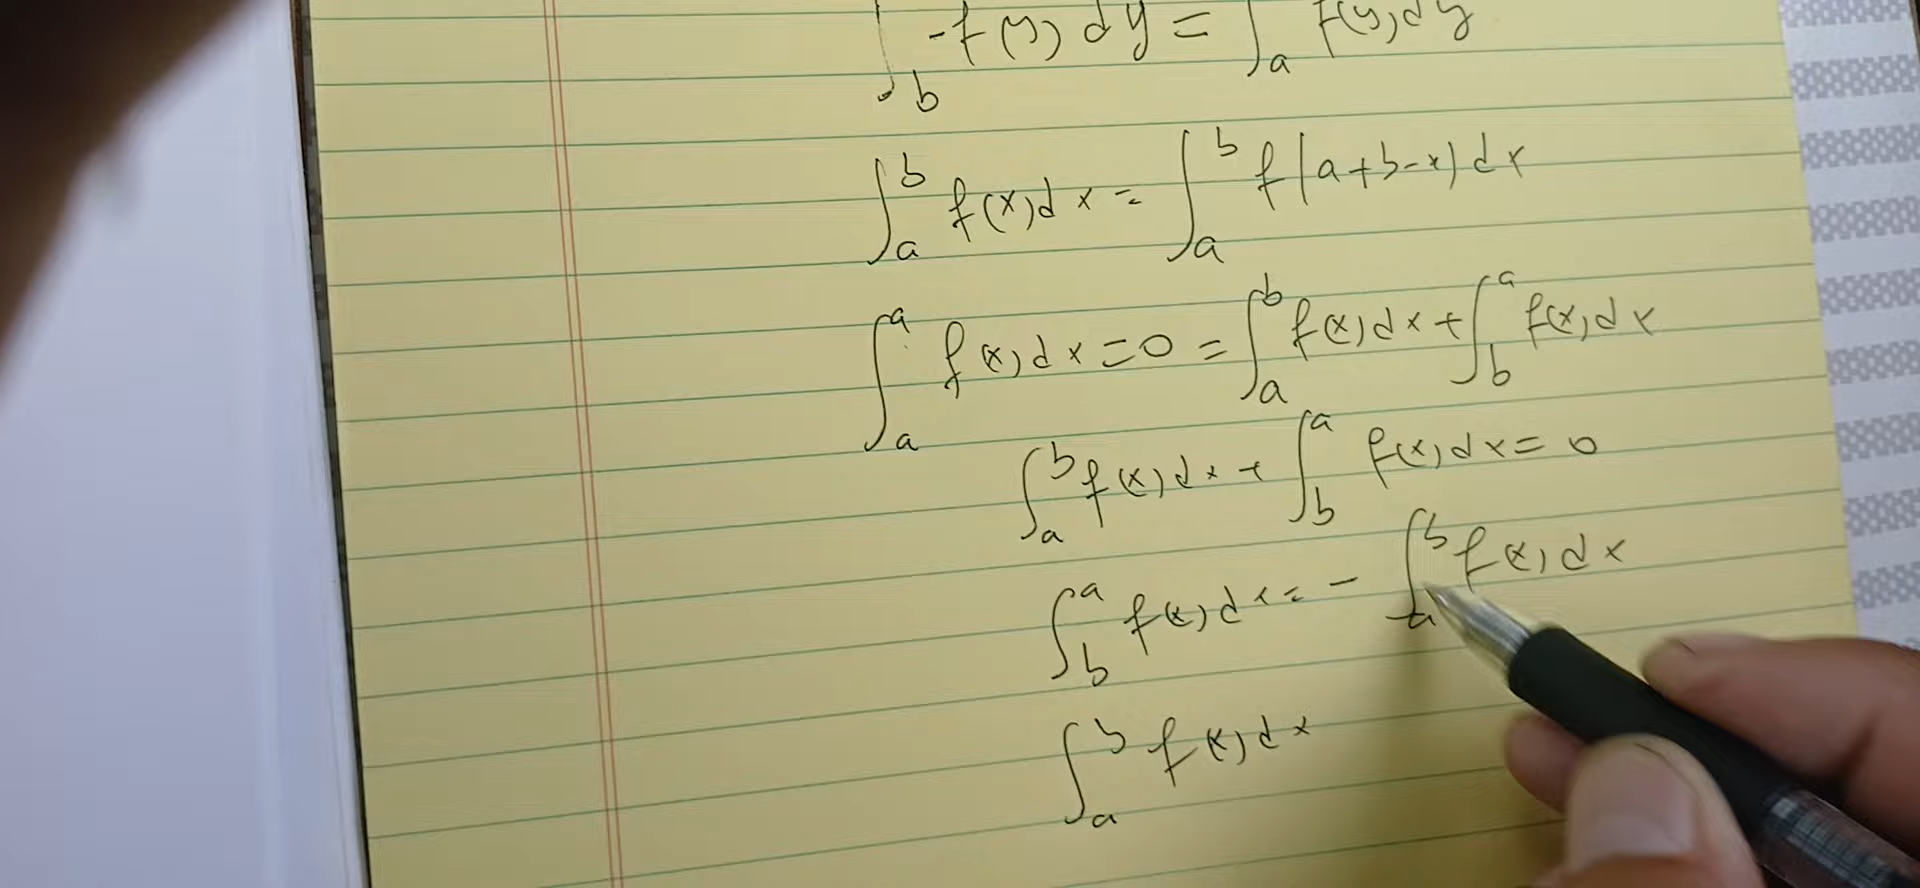 ∫_b -f(y) dy = ∫_a f(y) dy
∫_a^b f(x) dx = ∫_a^b f(a+b-x) dx
∫_a^a f(x) dx = 0 = ∫_a^b f(x) dx + ∫_b^a f(x) dx
∫_a^b f(x) dx + ∫_b^a f(x) dx = 0
∫_b^a f(x) dx = - ∫_a^b f(x) dx
∫_a^b f(x) dx